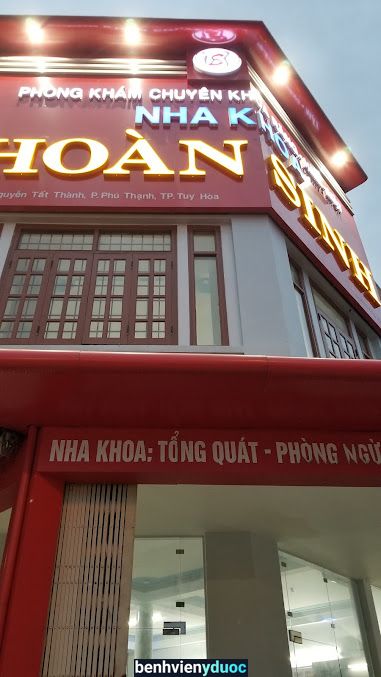 PHÒNG KHÁM CHUYÊN KH
NHA KHOA
HOÀN SINH
guyễn Tất Thành, P. Phú Thạnh, TP. Tuy Hòa
NHA KHOA: TỔNG QUÁT - PHÒNG NGỪ
benhvienyduoc